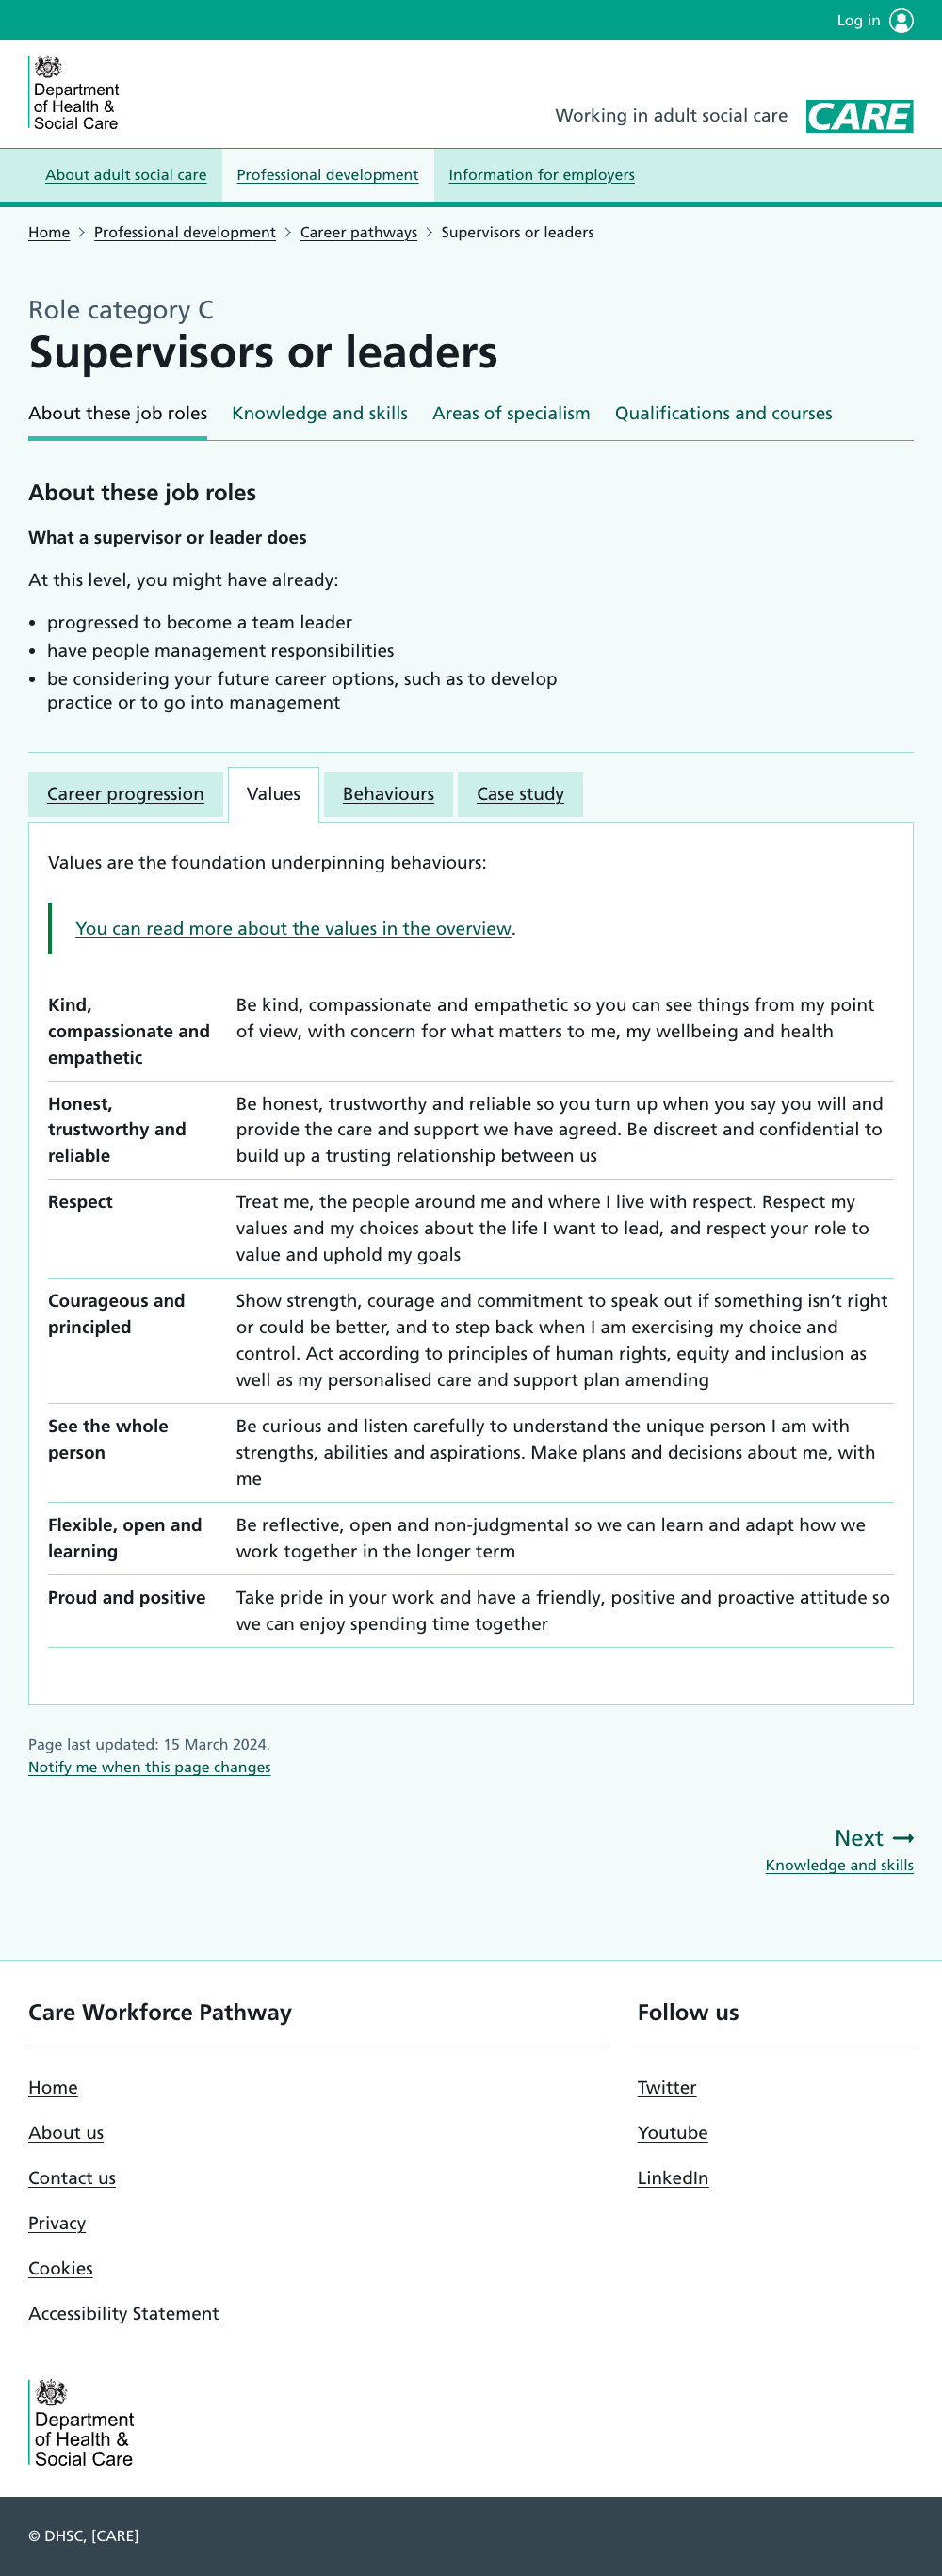 Log in
Department
of Health &
Social Care
Working in adult social care
CARE
About adult social care
Professional development
Information for employers
Home
Professional development
Career pathways
Supervisors or leaders
Role category C
Supervisors or leaders
About these job roles
Knowledge and skills
Areas of specialism
Qualifications and courses
About these job roles
What a supervisor or leader does
At this level, you might have already:
progressed to become a team leader
have people management responsibilities
be considering your future career options, such as to develop
practice or to go into management
Career progression
Values
Behaviours
Case study
Values are the foundation underpinning behaviours:
You can read more about the values in the overview.
Kind,
compassionate and
empathetic
Be kind, compassionate and empathetic so you can see things from my point
of view, with concern for what matters to me, my wellbeing and health
Honest,
trustworthy and
reliable
Be honest, trustworthy and reliable so you turn up when you say you will and
provide the care and support we have agreed. Be discreet and confidential to
build up a trusting relationship between us
Respect
Treat me, the people around me and where I live with respect. Respect my
values and my choices about the life I want to lead, and respect your role to
value and uphold my goals
Courageous and
principled
Show strength, courage and commitment to speak out if something isn’t right
or could be better, and to step back when I am exercising my choice and
control. Act according to principles of human rights, equity and inclusion as
well as my personalised care and support plan amending
See the whole
person
Be curious and listen carefully to understand the unique person I am with
strengths, abilities and aspirations. Make plans and decisions about me, with
me
Flexible, open and
learning
Be reflective, open and non-judgmental so we can learn and adapt how we
work together in the longer term
Proud and positive
Take pride in your work and have a friendly, positive and proactive attitude so
we can enjoy spending time together
Page last updated: 15 March 2024.
Notify me when this page changes
Next
Knowledge and skills
Care Workforce Pathway
Home
About us
Contact us
Privacy
Cookies
Accessibility Statement
Follow us
Twitter
Youtube
LinkedIn
Department
of Health &
Social Care
© DHSC, [CARE]